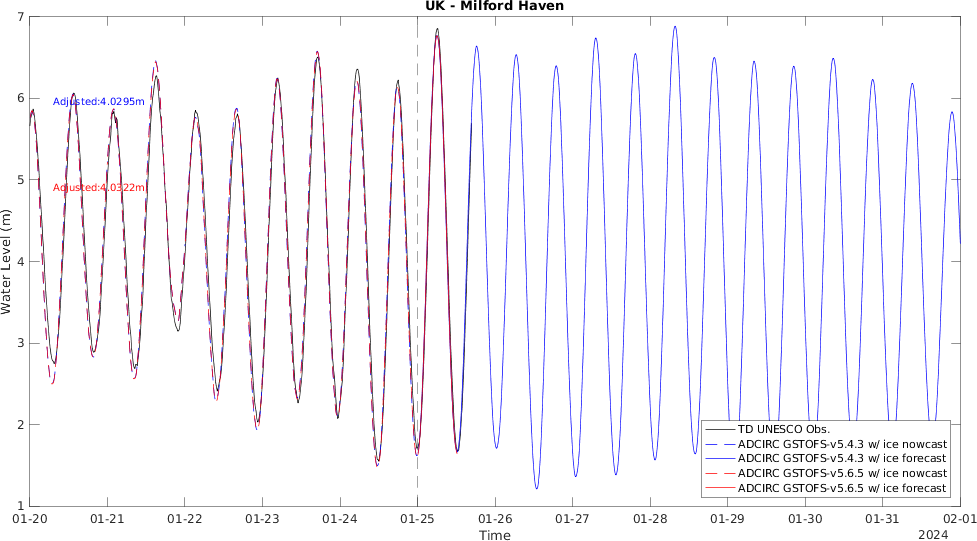 UK - Milford Haven
7
6
5
4
3
2
1
Water Level (m)
Adjusted:4.0295m
Adjusted:4.0322m
TD UNESCO Obs.
ADCIRC GSTOFS-v5.4.3 w/ ice nowcast
ADCIRC GSTOFS-v5.4.3 w/ ice forecast
ADCIRC GSTOFS-v5.6.5 w/ ice nowcast
ADCIRC GSTOFS-v5.6.5 w/ ice forecast
01-20 01-21 01-22 01-23 01-24 01-25 01-26 01-27 01-28 01-29 01-30 01-31 02-01
Time
2024